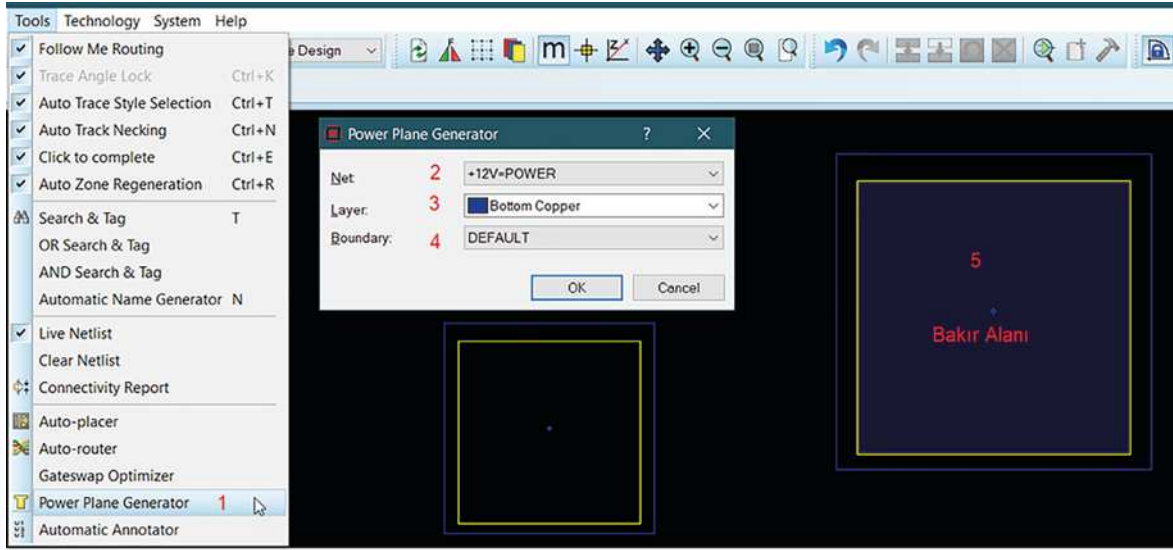 Tools Technology System Help
Follow Me Routing
Trace Angle Lock Ctrl+K
Auto Trace Style Selection Ctrl+T
Auto Track Necking Ctrl+N
Click to complete Ctrl+E
Auto Zone Regeneration Ctrl+R
Search & Tag T
OR Search & Tag
AND Search & Tag
Automatic Name Generator N
Live Netlist
Clear Netlist
Connectivity Report
Auto-placer
Auto-router
Gateswap Optimizer
Power Plane Generator 1
Automatic Annotator
Design
m
Power Plane Generator ? X
Net 2 +12V=POWER
Layer: 3 Bottom Copper
Boundary: 4 DEFAULT
OK Cancel
5
Bakır Alanı